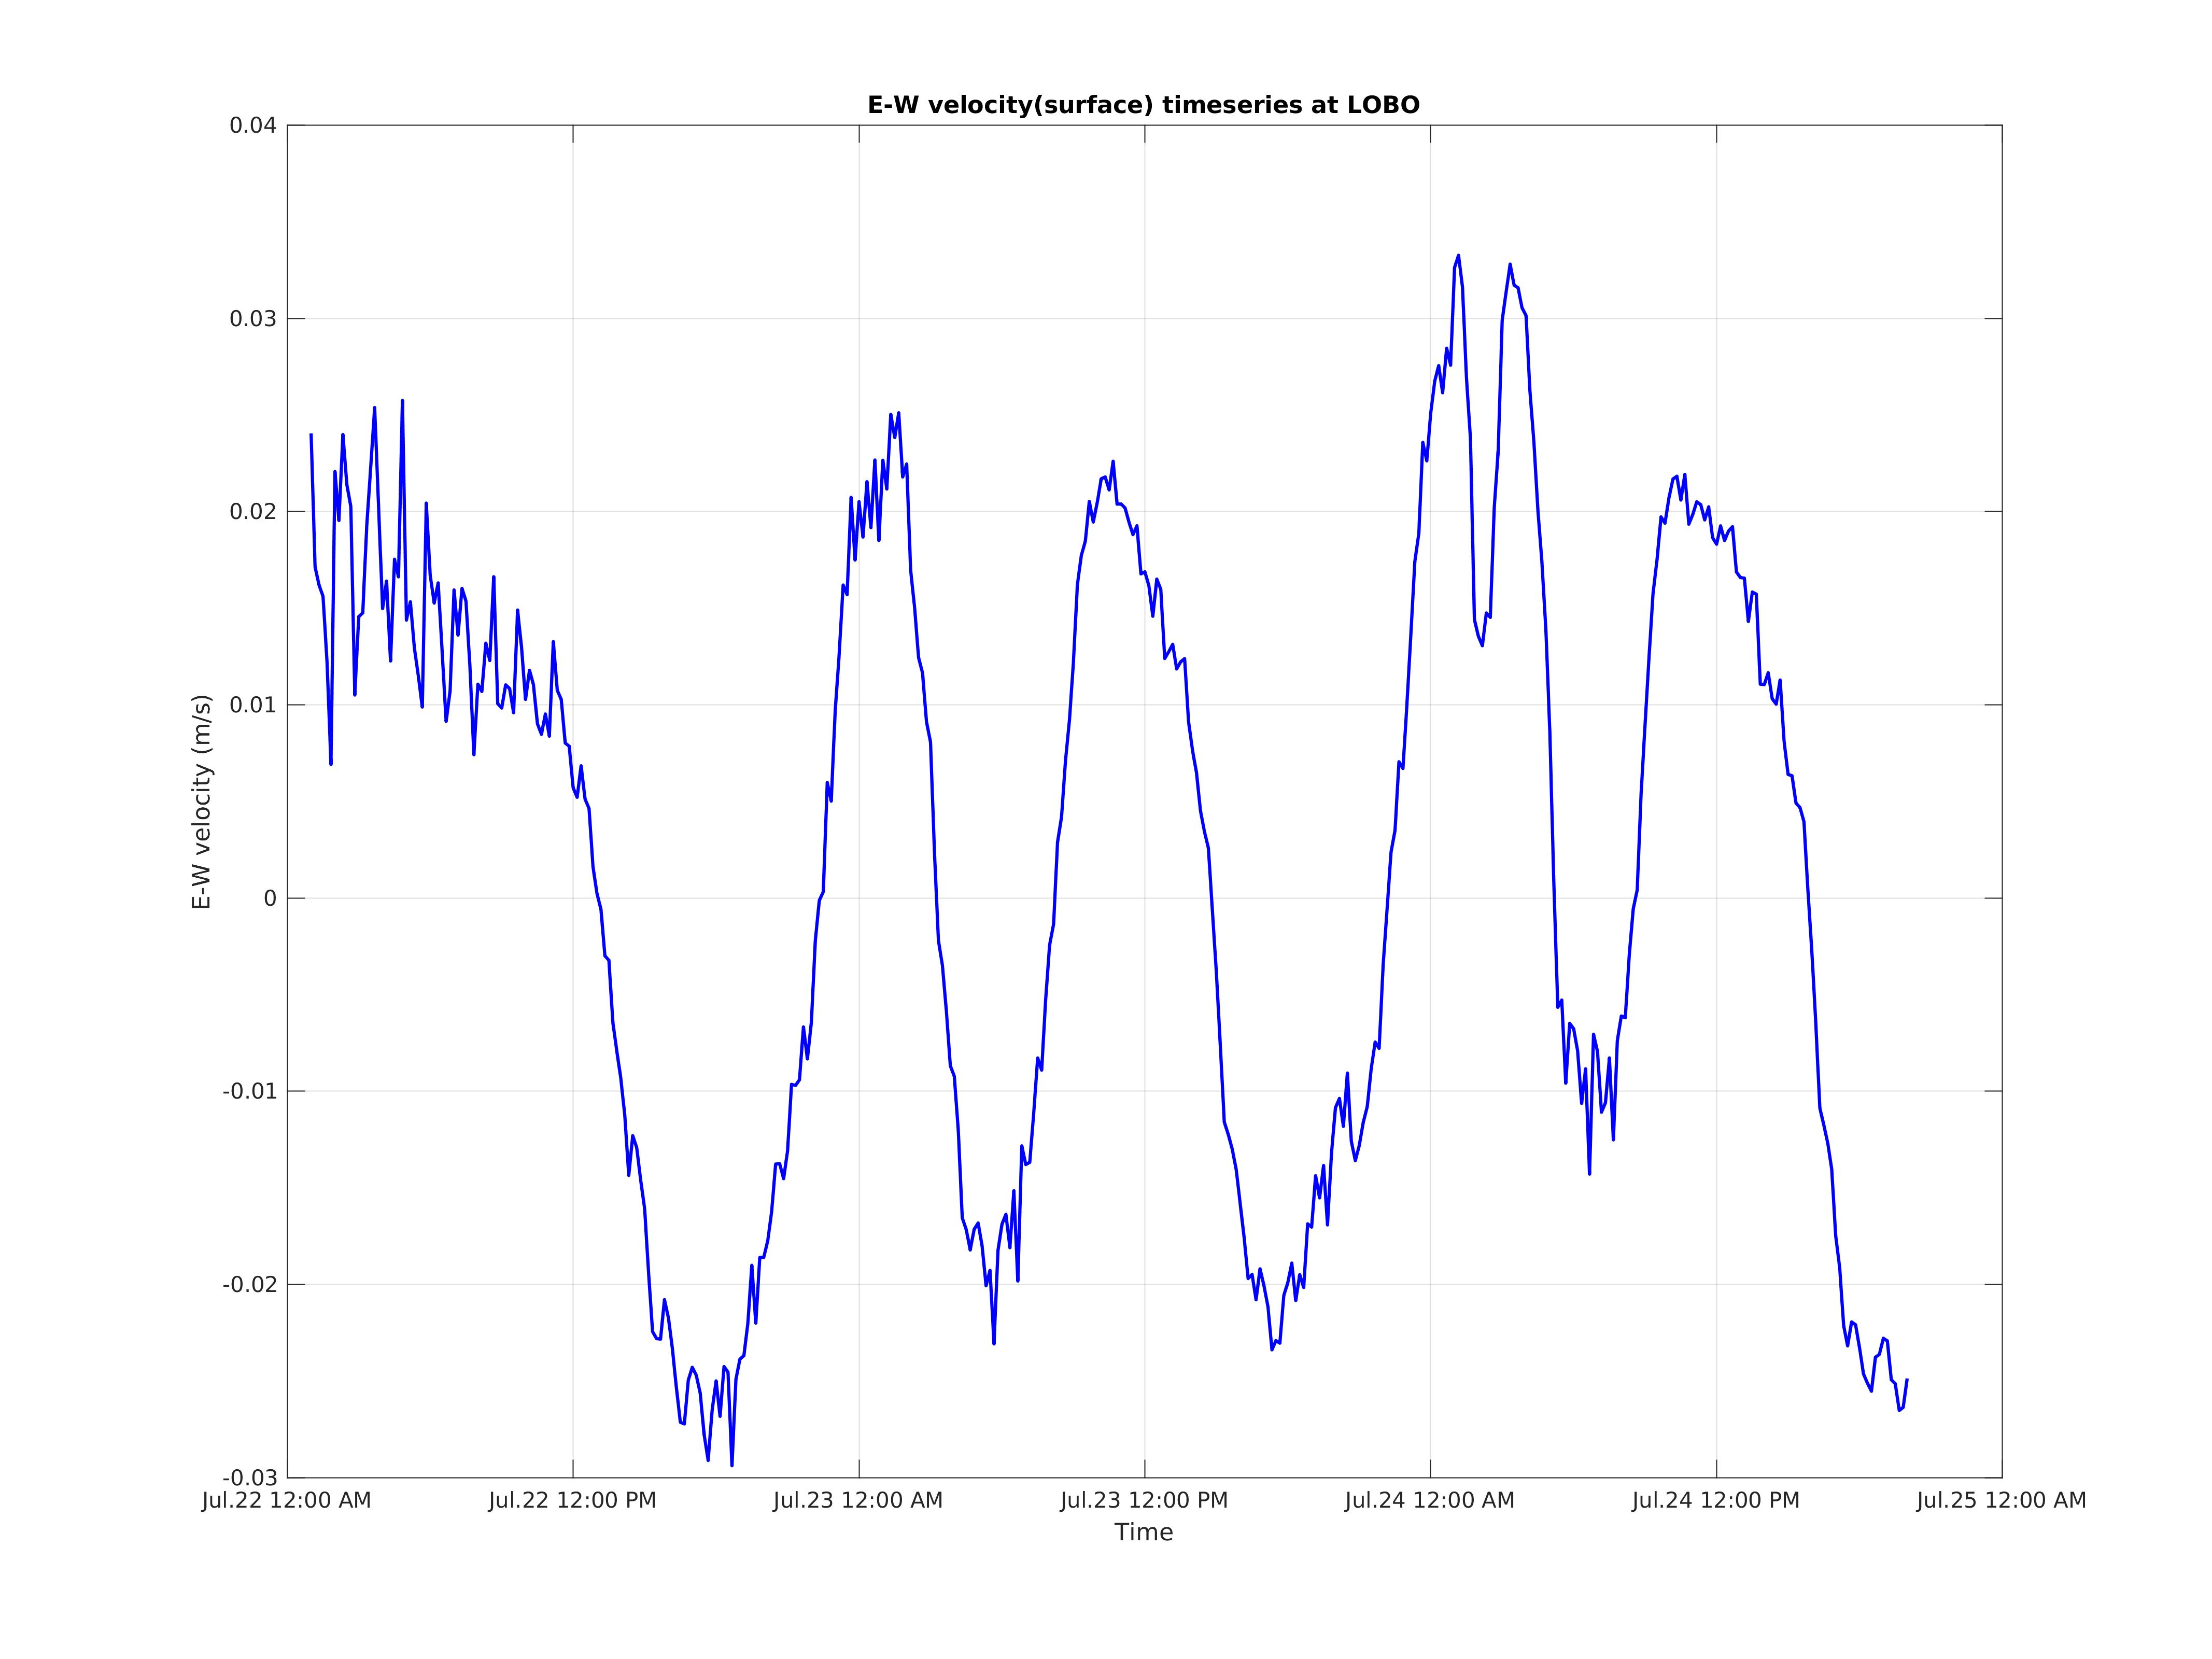 E-W velocity(surface) timeseries at LOBO
0.04
0.03
0.02
0.01
0
-0.01
-0.02
-0.03
E-W velocity (m/s)
Jul.22 12:00 AM Jul.22 12:00 PM Jul.23 12:00 AM Jul.23 12:00 PM Jul.24 12:00 AM Jul.24 12:00 PM Jul.25 12:00 AM
Time